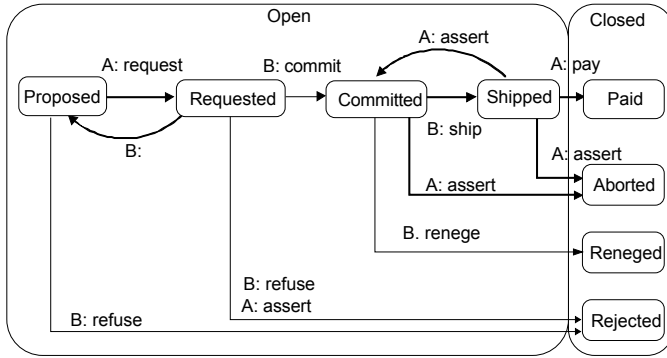 Open
Closed
A: assert
A: request
B: commit
A: pay
Proposed
Requested
Committed
Shipped
Paid
B: ship
B:
A: assert
A: assert
Aborted
B. renege
Reneged
B: refuse
A: assert
B: refuse
Rejected